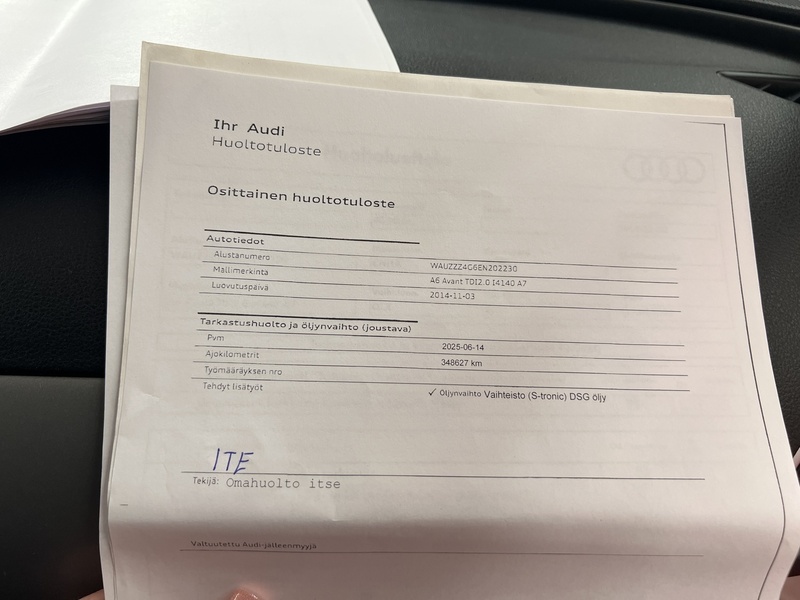 Ihr Audi
Huoltotuloste
Osittainen huoltotuloste
Autotiedot
Alustanumero WAUZZZ4G6EN202230
Mallimerkintä A6 Avant TDI2.0 I4140 A7
Luovutuspäivä 2014-11-03
Tarkastushuolto ja öljynvaihto (joustava)
Pvm 2025-06-14
Ajokilometrit 348627 km
Työmääräyksen nro
Tehdyt lisätyöt ✓ Öljynvaihto Vaihteisto (S-tronic) DSG öljy
ITE
Tekijä: Omahuolto itse
Valtuutettu Audi-jälleenmyyjä